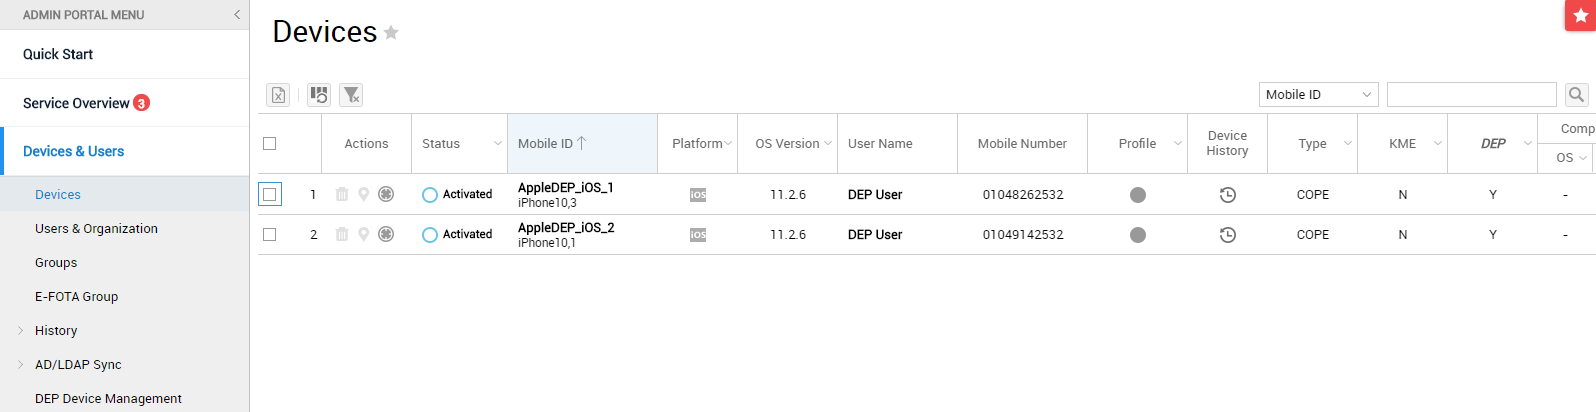 ADMIN PORTAL MENU
Quick Start
Service Overview 3
Devices & Users
Devices
Users & Organization
Groups
E-FOTA Group
History
AD/LDAP Sync
DEP Device Management
Devices
Mobile ID
Actions Status Mobile ID Platform OS Version User Name Mobile Number Profile Device History Type KME DEP Comp
OS
1 Activated AppleDEP_iOS_1 iOS 11.2.6 DEP User 01048262532 COPE N Y -
iPhone10,3
2 Activated AppleDEP_iOS_2 iOS 11.2.6 DEP User 01049142532 COPE N Y -
iPhone10,1